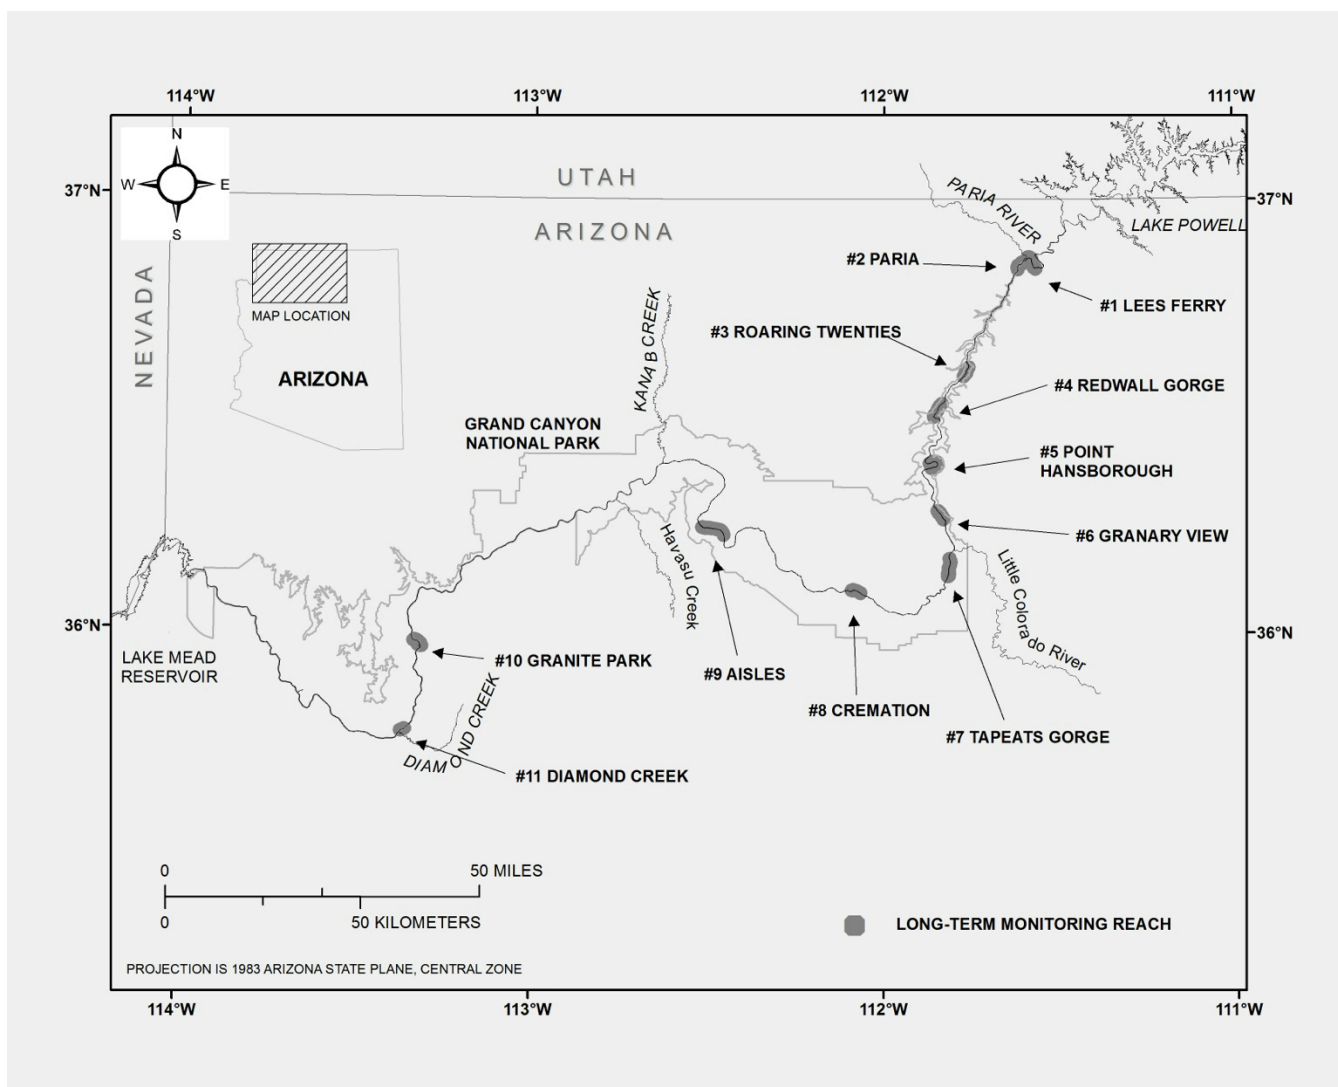 114°W
113°W
112°W
111°W
N
W
E
S
37°N
37°N
UTAH
ARIZONA
NEVADA
PARIA RIVER
LAKE POWELL
#2 PARIA
#1 LEES FERRY
MAP LOCATION
ARIZONA
KANAB CREEK
#3 ROARING TWENTIES
#4 REDWALL GORGE
GRAND CANYON
NATIONAL PARK
#5 POINT
HANSBOROUGH
#6 GRANARY VIEW
Havasu Creek
Little Colorado River
36°N
36°N
LAKE MEAD
RESERVOIR
#10 GRANITE PARK
#9 AISLES
#8 CREMATION
#7 TAPEATS GORGE
DIAMOND CREEK
#11 DIAMOND CREEK
0
50 MILES
0
50 KILOMETERS
LONG-TERM MONITORING REACH
PROJECTION IS 1983 ARIZONA STATE PLANE, CENTRAL ZONE
114°W
113°W
112°W
111°W